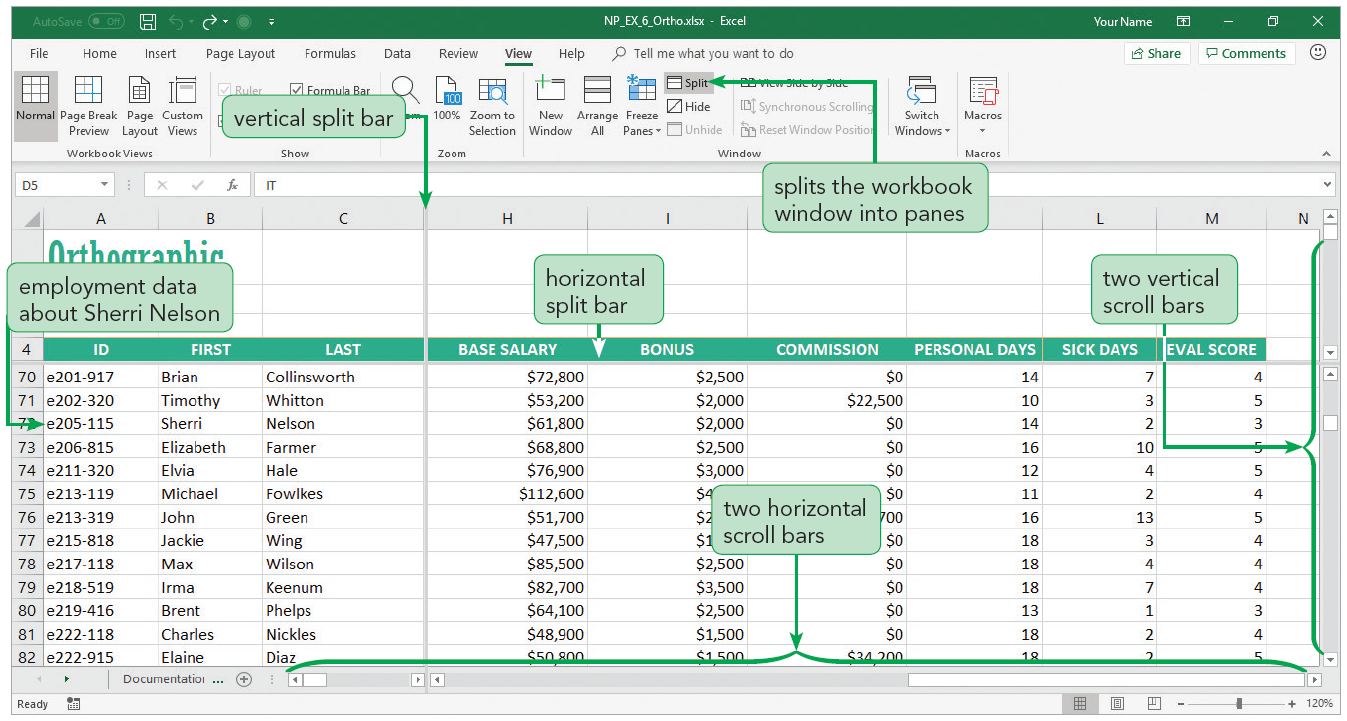 AutoSave Off NP_EX_6_Ortho.xlsx - Excel Your Name
File Home Insert Page Layout Formulas Data Review View Help Tell me what you want to do Share Comments
Ruler Formula Bar Split View Side by Side
Hide Synchronous Scrolling
Unhide Reset Window Position
Normal Page Break Preview Page Layout Custom Views 100% Zoom to Selection New Window Arrange All Freeze Panes Switch Windows Macros
Workbook Views Show Zoom Window Macros
vertical split bar
splits the workbook
window into panes
D5 fx IT
A B C H I L M N
Orthographic
employment data
about Sherri Nelson
horizontal
split bar
two vertical
scroll bars
4 ID FIRST LAST BASE SALARY BONUS COMMISSION PERSONAL DAYS SICK DAYS EVAL SCORE
70 e201-917 Brian Collinsworth $72,800 $2,500 $0 14 7 4
71 e202-320 Timothy Whitton $53,200 $2,000 $22,500 10 3 5
e205-115 Sherri Nelson $61,800 $2,000 $0 14 2 3
73 e206-815 Elizabeth Farmer $68,800 $2,500 $0 16 10 5
74 e211-320 Elvia Hale $76,900 $3,000 $0 12 4 5
75 e213-119 Michael Fowlkes $112,600 $0 11 2 4
76 e213-319 John Green $51,700 16 13 5
77 e215-818 Jackie Wing $47,500 $0 18 3 4
78 e217-118 Max Wilson $85,500 $2,500 $0 18 4 4
79 e218-519 Irma Keenum $82,700 $3,500 $0 18 7 4
80 e219-416 Brent Phelps $64,100 $2,500 $0 13 1 3
81 e222-118 Charles Nickles $48,900 $1,500 $0 18 2 4
82 e222-915 Elaine Diaz $50,800 $1,500 $34,200 18 2 5
two horizontal
scroll bars
Documentation ...
Ready 120%